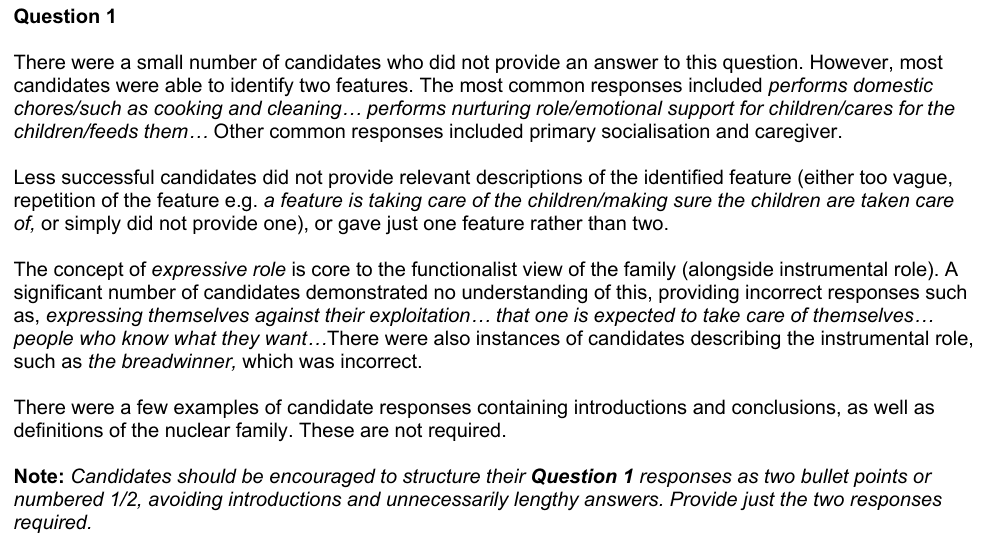 Question 1
There were a small number of candidates who did not provide an answer to this question. However, most
candidates were able to identify two features. The most common responses included performs domestic
chores/such as cooking and cleaning… performs nurturing role/emotional support for children/cares for the
children/feeds them… Other common responses included primary socialisation and caregiver.
Less successful candidates did not provide relevant descriptions of the identified feature (either too vague,
repetition of the feature e.g. a feature is taking care of the children/making sure the children are taken care
of, or simply did not provide one), or gave just one feature rather than two.
The concept of expressive role is core to the functionalist view of the family (alongside instrumental role). A
significant number of candidates demonstrated no understanding of this, providing incorrect responses such
as, expressing themselves against their exploitation… that one is expected to take care of themselves…
people who know what they want…There were also instances of candidates describing the instrumental role,
such as the breadwinner, which was incorrect.
There were a few examples of candidate responses containing introductions and conclusions, as well as
definitions of the nuclear family. These are not required.
Note: Candidates should be encouraged to structure their Question 1 responses as two bullet points or
numbered 1/2, avoiding introductions and unnecessarily lengthy answers. Provide just the two responses
required.